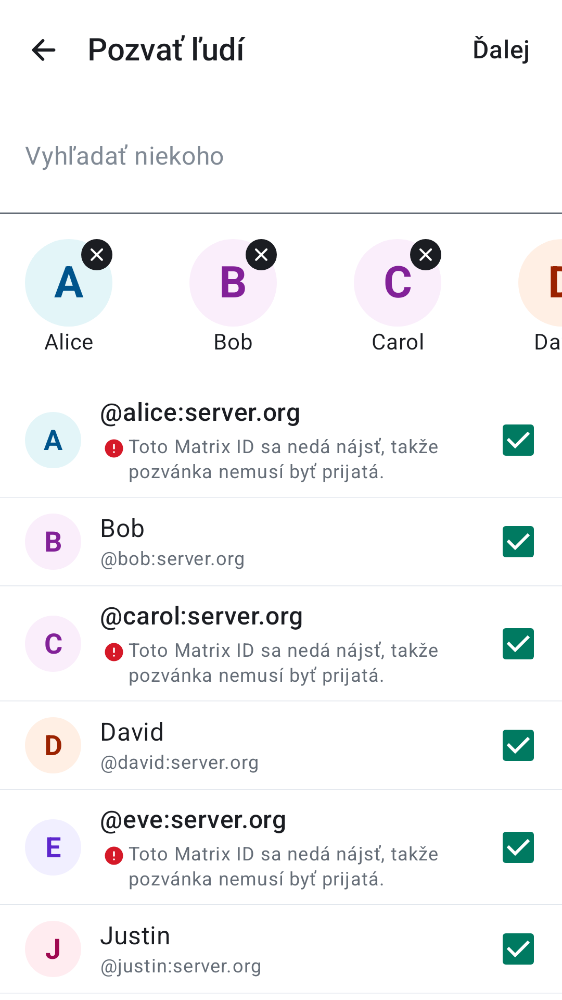 Pozvať ľudí
Ďalej
Vyhľadať niekoho
A
B
C
D
Alice
Bob
Carol
Da
A
@alice:server.org
Toto Matrix ID sa nedá nájsť, takže
pozvánka nemusí byť prijatá.
B
Bob
@bob:server.org
C
@carol:server.org
Toto Matrix ID sa nedá nájsť, takže
pozvánka nemusí byť prijatá.
D
David
@david:server.org
E
@eve:server.org
Toto Matrix ID sa nedá nájsť, takže
pozvánka nemusí byť prijatá.
J
Justin
@justin:server.org